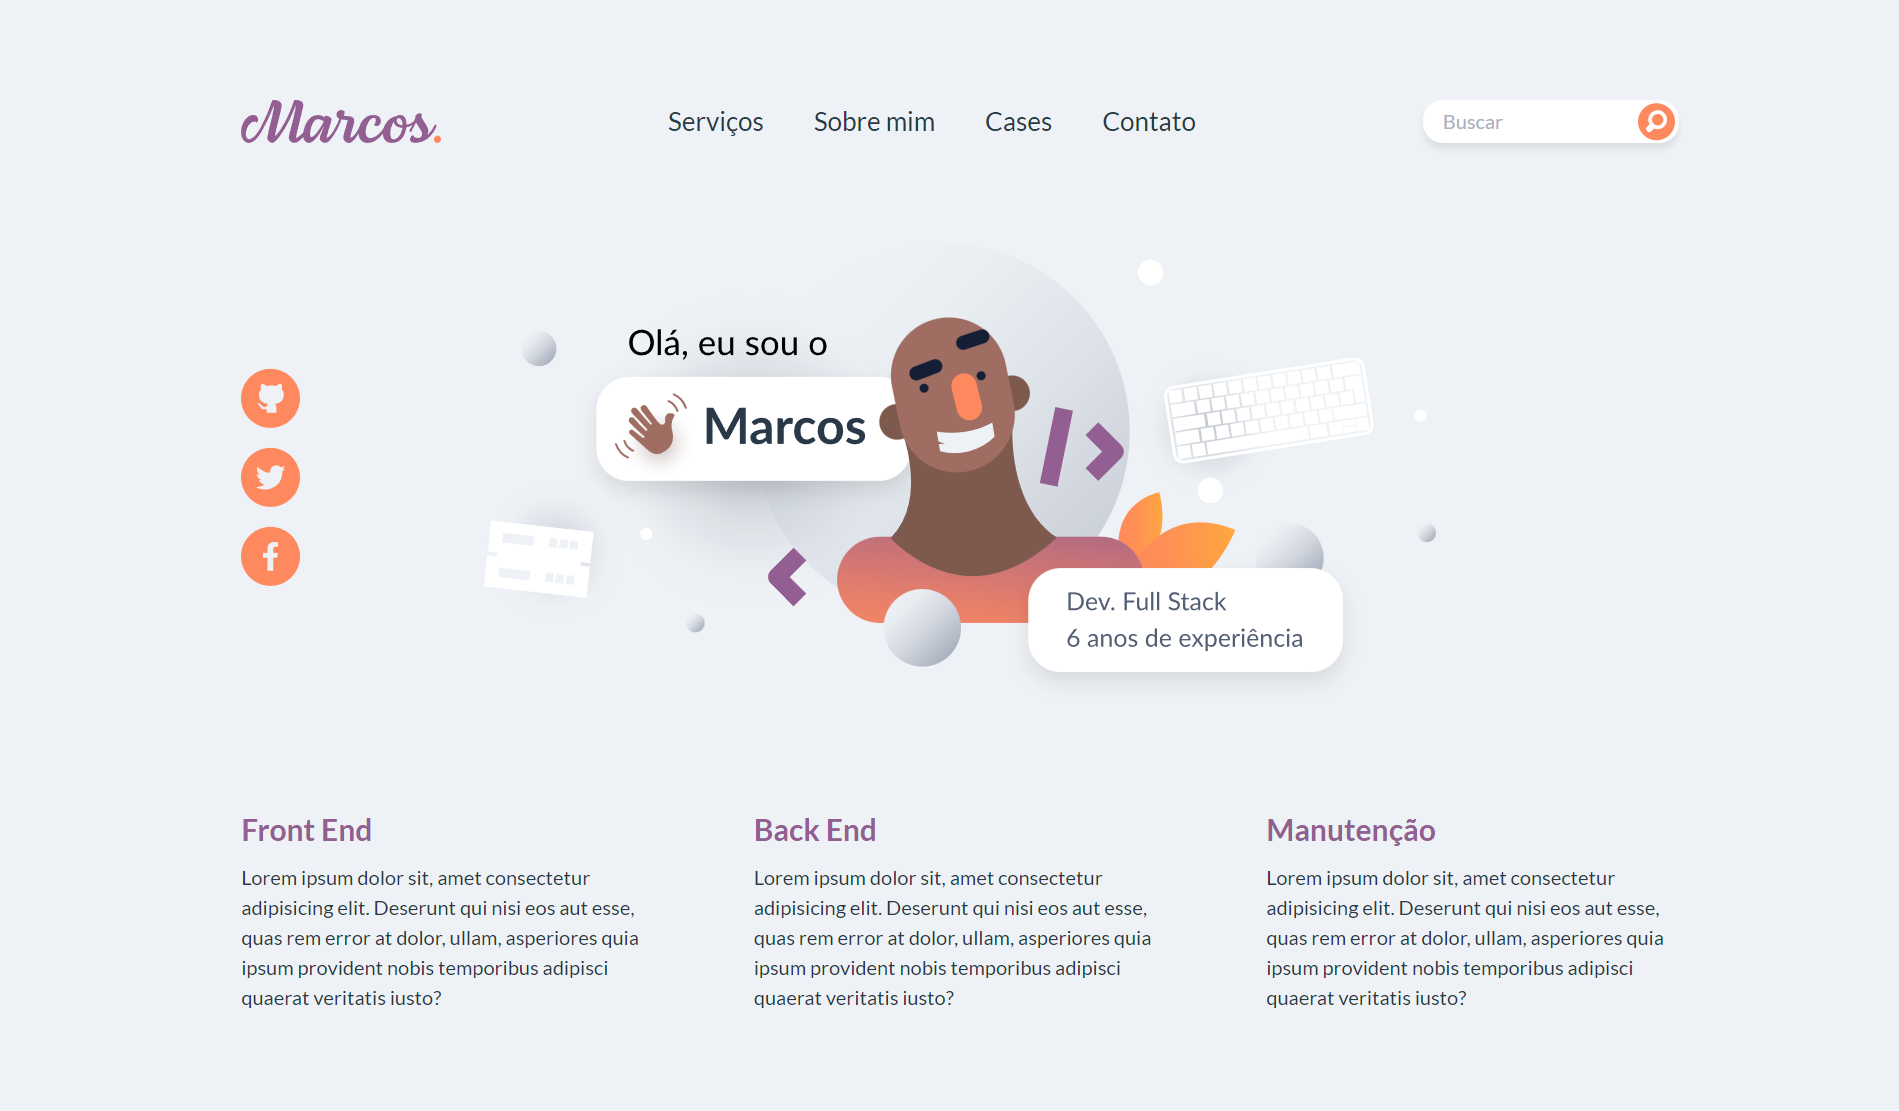 Marcos.
Serviços
Sobre mim
Cases
Contato
Buscar
Olá, eu sou o
Marcos
Dev. Full Stack
6 anos de experiência
Front End
Lorem ipsum dolor sit, amet consectetur
adipisicing elit. Deserunt qui nisi eos aut esse,
quas rem error at dolor, ullam, asperiores quia
ipsum provident nobis temporibus adipisci
quaerat veritatis iusto?
Back End
Lorem ipsum dolor sit, amet consectetur
adipisicing elit. Deserunt qui nisi eos aut esse,
quas rem error at dolor, ullam, asperiores quia
ipsum provident nobis temporibus adipisci
quaerat veritatis iusto?
Manutenção
Lorem ipsum dolor sit, amet consectetur
adipisicing elit. Deserunt qui nisi eos aut esse,
quas rem error at dolor, ullam, asperiores quia
ipsum provident nobis temporibus adipisci
quaerat veritatis iusto?